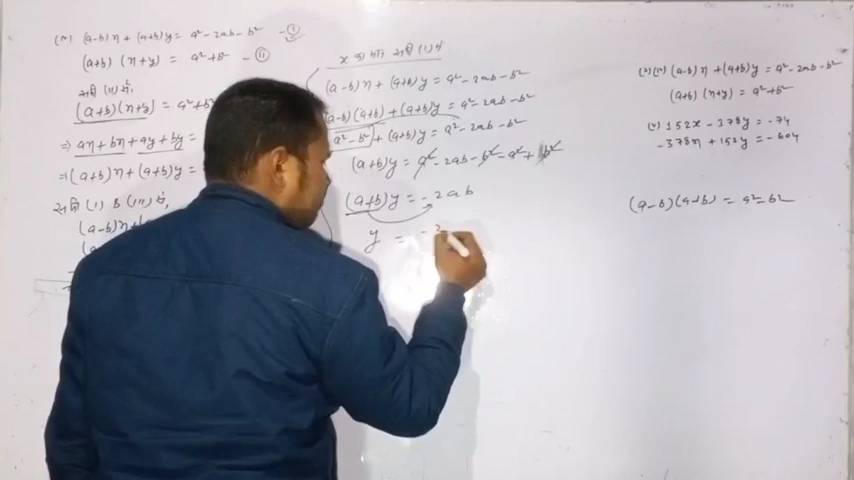 (iv) (a-b)x + (a+b)y = a² - 2ab - b² - (i)
(a+b) (x+y) = a² + b² - (ii)
समी (ii) से,
(a+b) (x+y) = a² + b²
⇒ ax + bx + ay + by =
⇒ (a+b)x + (a+b)y =
समी (i) & (iii) से,
(a-b)x +
x का मान समी (i) में
(a-b)x + (a+b)y = a² - 2ab - b²
(a-b)(a+b) + (a+b)y = a² - 2ab - b²
a² - b² + (a+b)y = a² - 2ab - b²
(a+b)y = a² - 2ab - b² - a² + b²
(a+b)y = -2ab
y = - 2
(iv) (a-b)x + (a+b)y = a² - 2ab - b²
(a+b) (x+y) = a² + b²
(v) 152x - 378y = -74
-378x + 152y = -604
(a-b)(a+b) = a² - b²